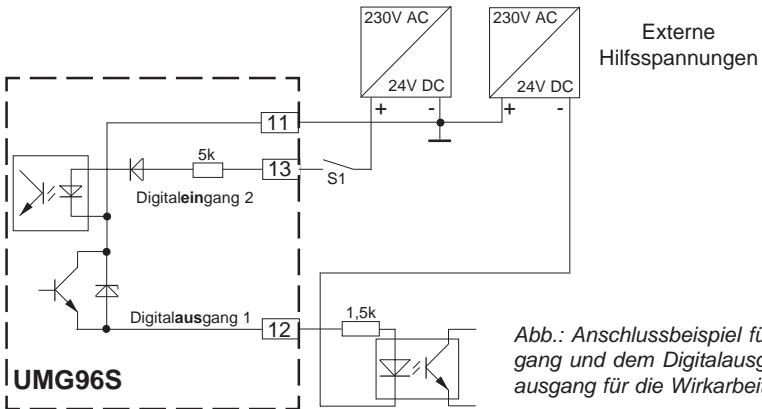 230V AC
24V DC
+
-
230V AC
24V DC
+
-
Externe
Hilfsspannungen
11
5k
13
S1
Digitaleingang 2
Digitalausgang 1
12
1,5k
UMG96S
Abb.: Anschlussbeispiel fü
gang und dem Digitalausg
ausgang für die Wirkarbeit